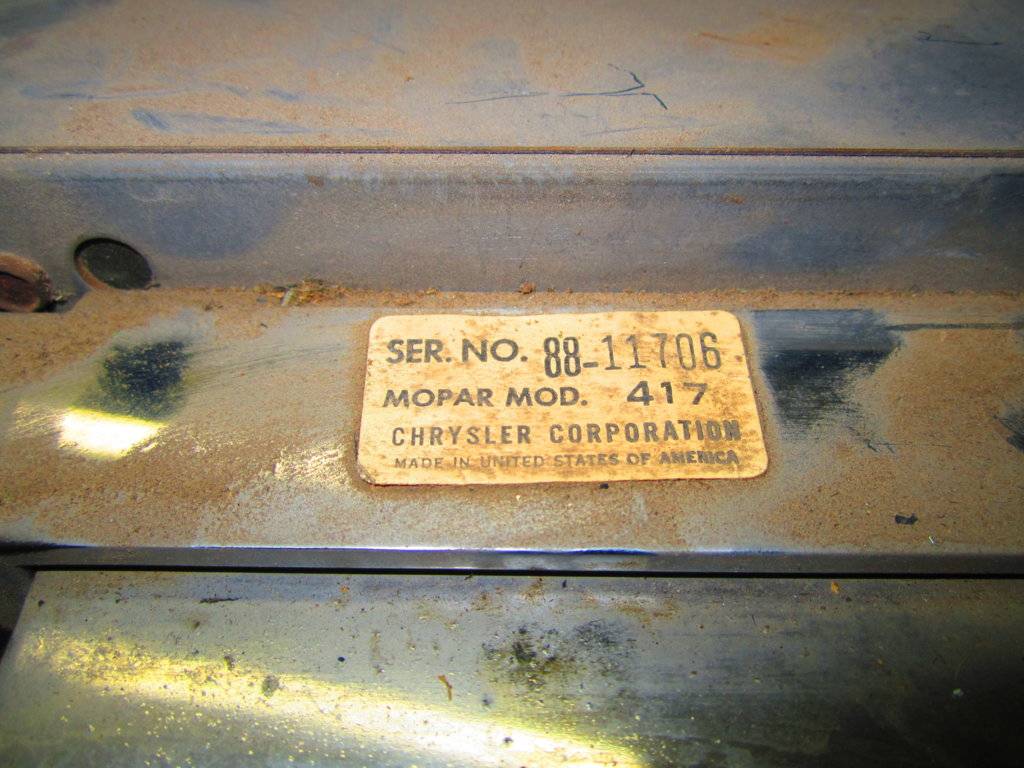 SER. NO. 88-11706
MOPAR MOD. 417
CHRYSLER CORPORATION
MADE IN UNITED STATES OF AMERICA